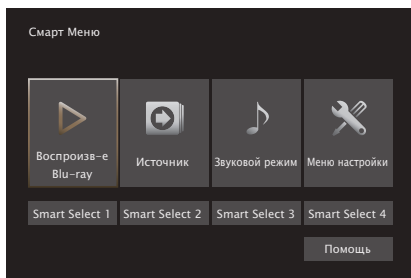 Смарт Меню
Воспроизв-е
Blu-ray
Источник
Звуковой режим
Меню настройки
Smart Select 1
Smart Select 2
Smart Select 3
Smart Select 4
Помощь